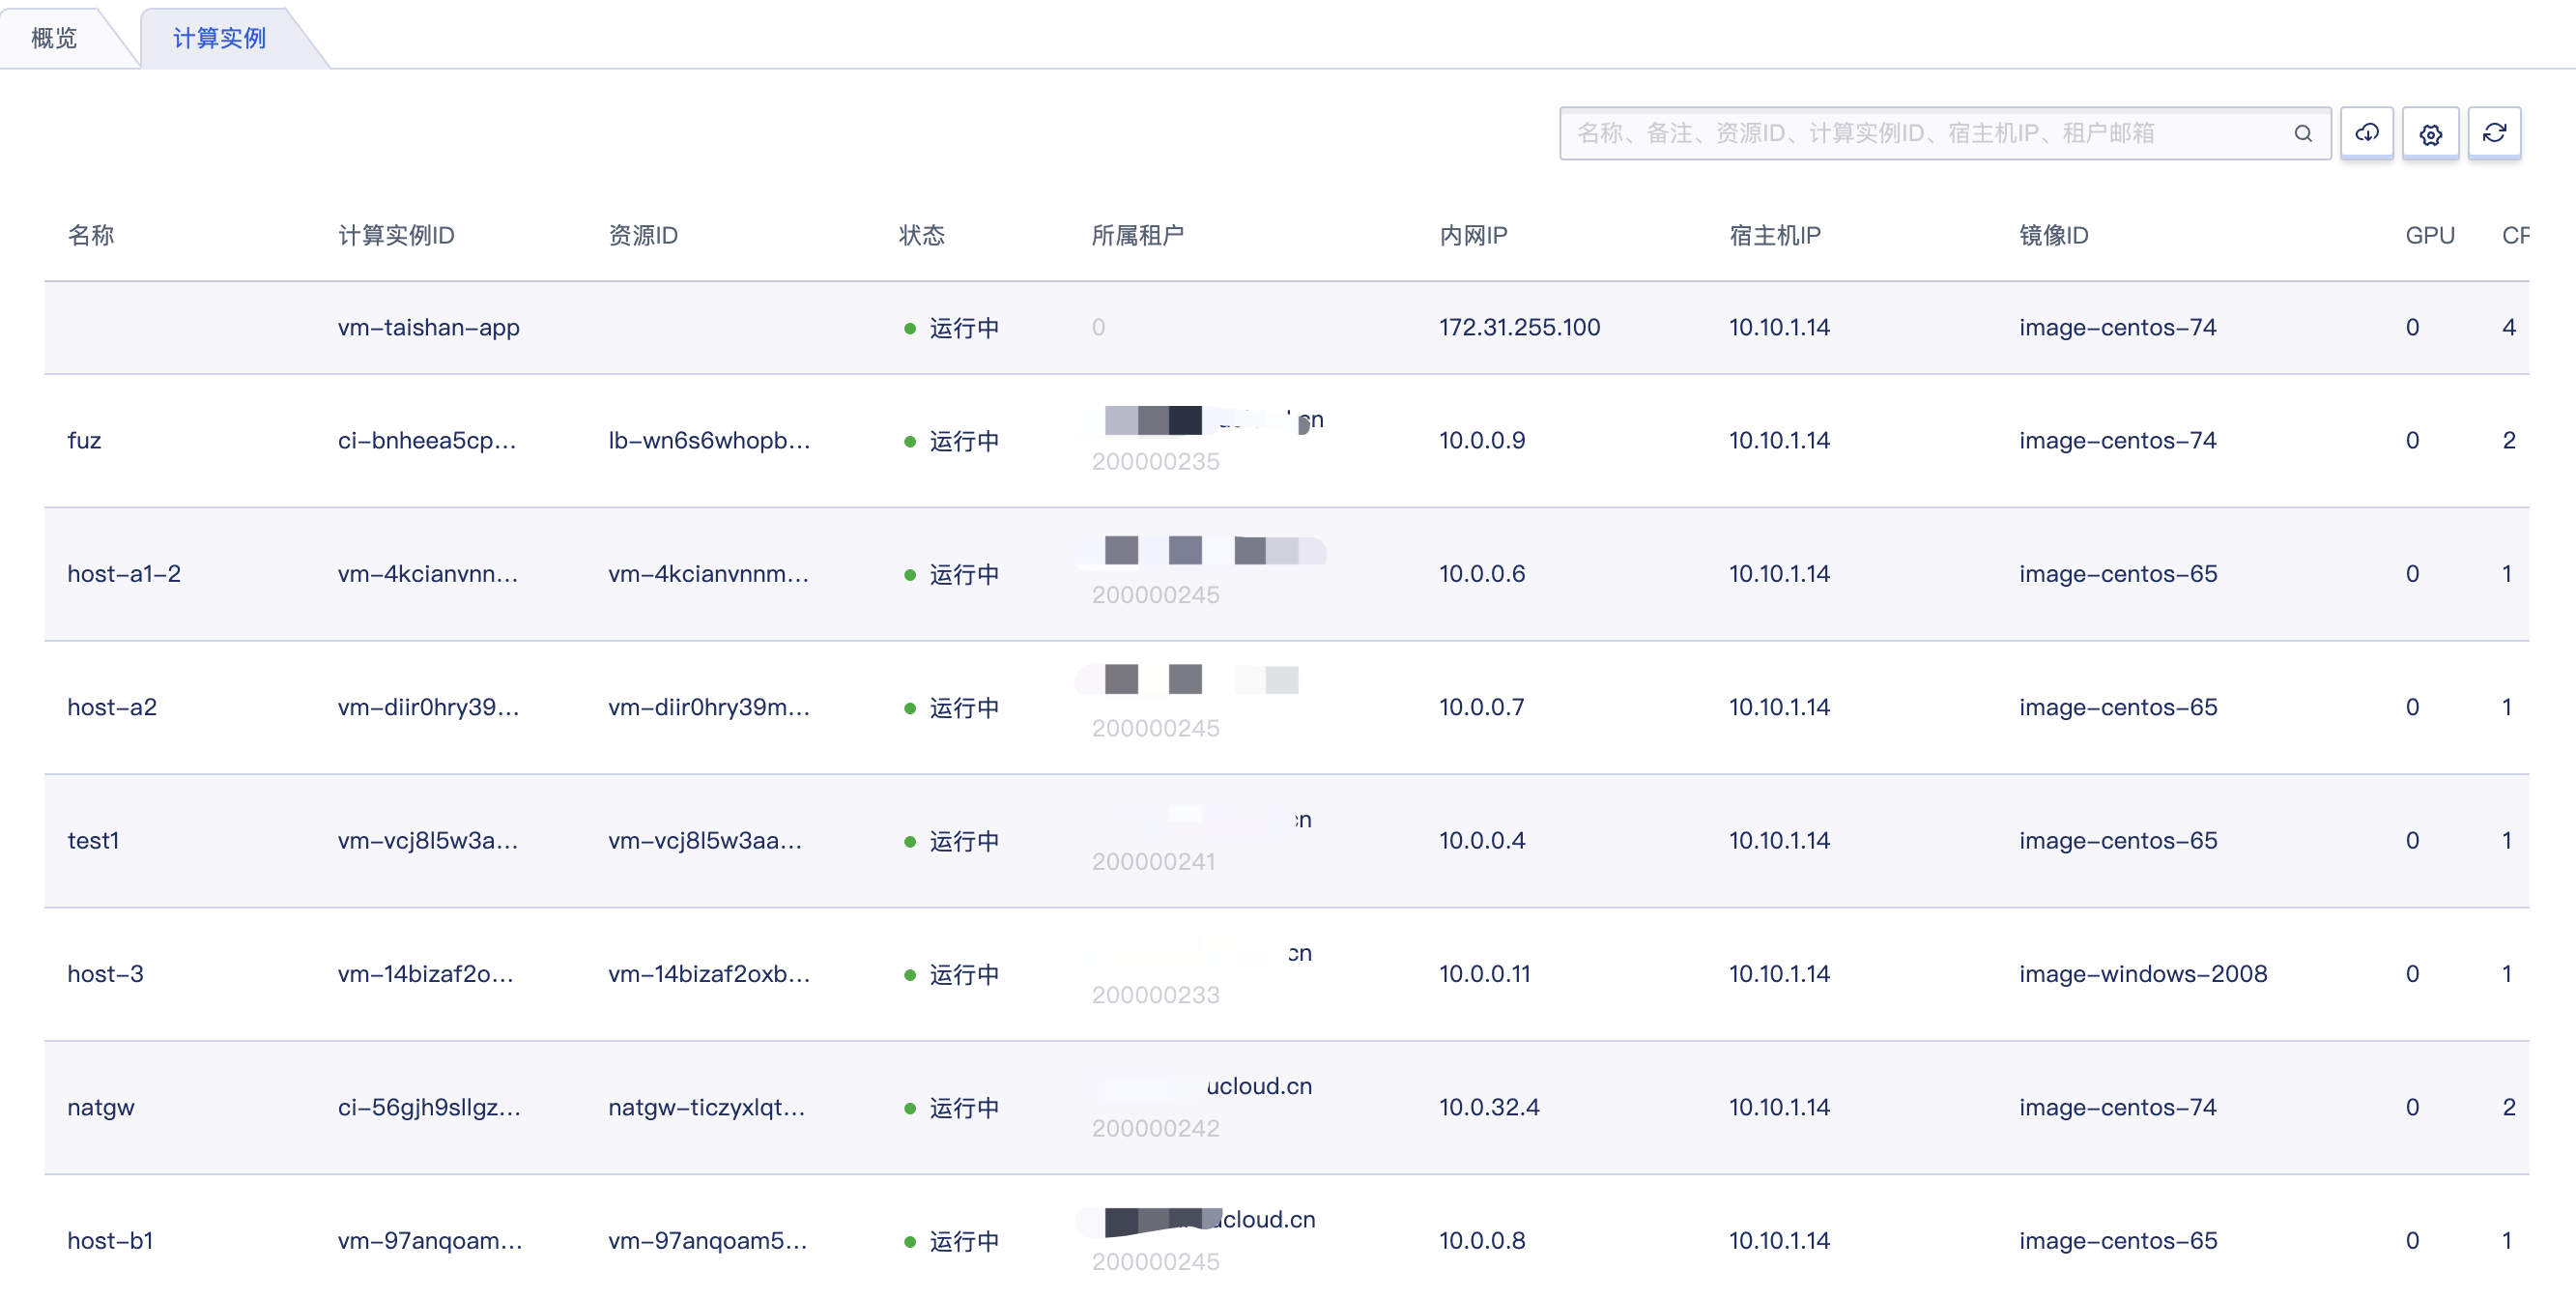 概览 计算实例
名称、备注、资源ID、计算实例ID、宿主机IP、租户邮箱
名称 计算实例ID 资源ID 状态 所属租户 内网IP 宿主机IP 镜像ID GPU
vm-taishan-app 运行中 0 172.31.255.100 10.10.1.14 image-centos-74 0 4
fuz ci-bnheea5cp... lb-wn6s6whopb... 运行中 200000235 10.0.0.9 10.10.1.14 image-centos-74 0 2
host-a1-2 vm-4kcianvnn... vm-4kcianvnnm... 运行中 200000245 10.0.0.6 10.10.1.14 image-centos-65 0 1
host-a2 vm-diir0hry39... vm-diir0hry39m... 运行中 200000245 10.0.0.7 10.10.1.14 image-centos-65 0 1
test1 vm-vcj8l5w3a... vm-vcj8l5w3aa... 运行中 200000241 10.0.0.4 10.10.1.14 image-centos-65 0 1
host-3 vm-14bizaf2o... vm-14bizaf2oxb... 运行中 cn 200000233 10.0.0.11 10.10.1.14 image-windows-2008 0 1
natgw ci-56gjh9sllgz... natgw-ticzyxlqt... 运行中 ucloud.cn 200000242 10.0.32.4 10.10.1.14 image-centos-74 0 2
host-b1 vm-97anqoam... vm-97anqoam5... 运行中 ucloud.cn 200000245 10.0.0.8 10.10.1.14 image-centos-65 0 1